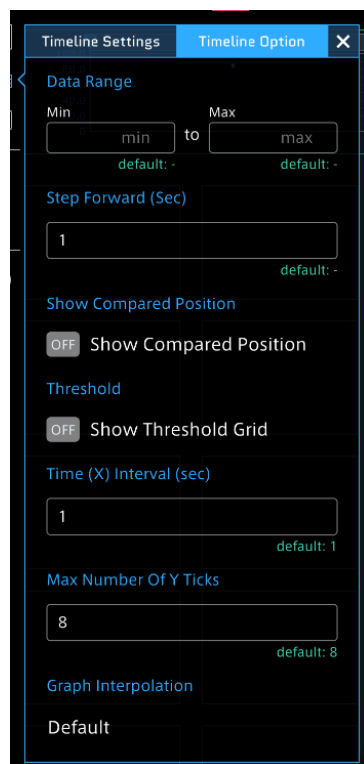 Timeline Settings Timeline Option ×
Data Range
Min Max
min to max
default: - default: -
Step Forward (Sec)
1
default: -
Show Compared Position
OFF Show Compared Position
Threshold
OFF Show Threshold Grid
Time (X) Interval (sec)
1
default: 1
Max Number Of Y Ticks
8
default: 8
Graph Interpolation
Default